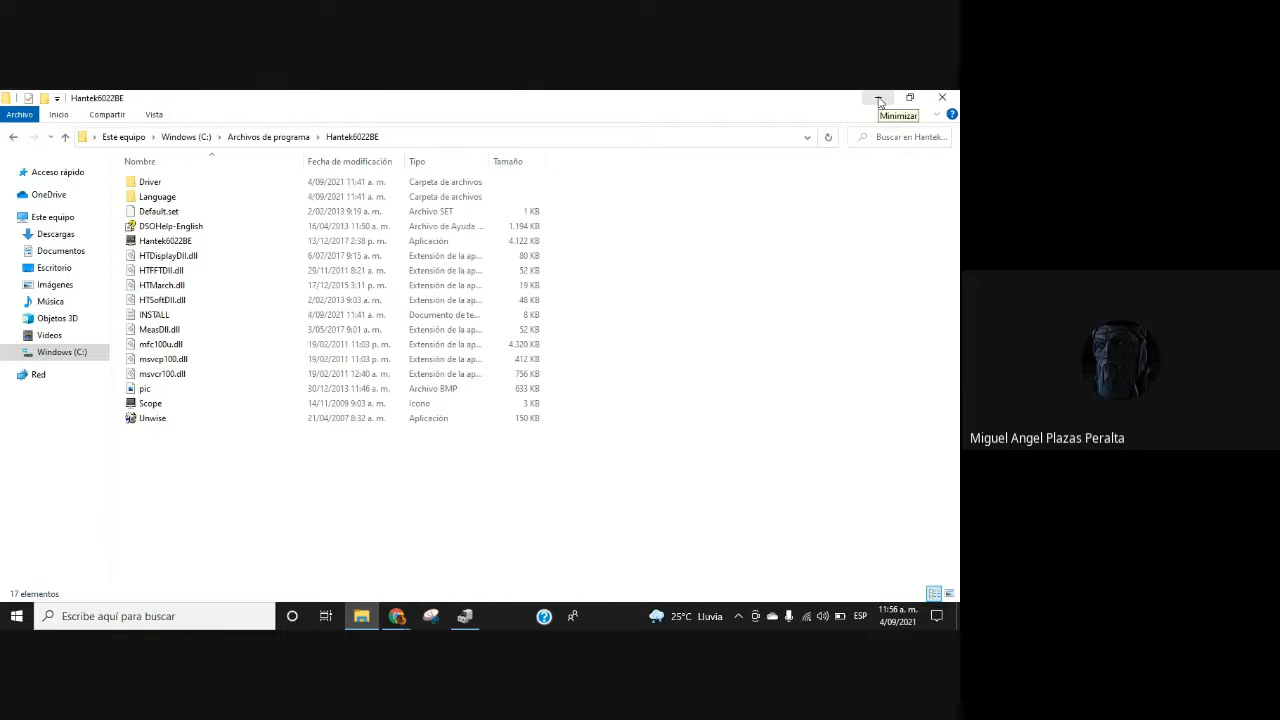 Hantek6022BE
Minimizar
Archivo Inicio Compartir Vista
Este equipo > Windows (C:) > Archivos de programa > Hantek6022BE
Buscar en Hantek...
Nombre Fecha de modificación Tipo Tamaño
Acceso rápido
OneDrive
Este equipo
Descargas
Documentos
Escritorio
Imágenes
Música
Objetos 3D
Videos
Windows (C:)
Red
Driver 4/09/2021 11:41 a. m. Carpeta de archivos
Language 4/09/2021 11:41 a. m. Carpeta de archivos
Default.set 2/02/2013 9:19 a. m. Archivo SET 1 KB
DSOHelp-English 16/04/2013 11:50 a. m. Archivo de Ayuda ... 1.194 KB
Hantek6022BE 13/12/2017 2:38 p. m. Aplicación 4.122 KB
HTDisplayDll.dll 6/07/2017 9:15 a. m. Extensión de la ap... 80 KB
HTFFTDll.dll 29/11/2011 8:21 a. m. Extensión de la ap... 52 KB
HTMarch.dll 17/12/2015 3:11 p. m. Extensión de la ap... 19 KB
HTSoftDll.dll 2/02/2013 9:03 a. m. Extensión de la ap... 48 KB
INSTALL 4/09/2021 11:41 a. m. Documento de te... 8 KB
MeasDll.dll 3/05/2017 9:01 a. m. Extensión de la ap... 52 KB
mfc100u.dll 19/02/2011 11:03 p. m. Extensión de la ap... 4.320 KB
msvcp100.dll 19/02/2011 11:03 p. m. Extensión de la ap... 412 KB
msvcr100.dll 19/02/2011 12:40 a. m. Extensión de la ap... 756 KB
pic 30/12/2013 11:46 a. m. Archivo BMP 633 KB
Scope 14/11/2009 9:03 a. m. Icono 3 KB
Unwise 21/04/2007 8:32 a. m. Aplicación 150 KB
Miguel Angel Plazas Peralta
17 elementos
Escribe aquí para buscar
25°C Lluvia
ESP
11:56 a. m.
4/09/2021